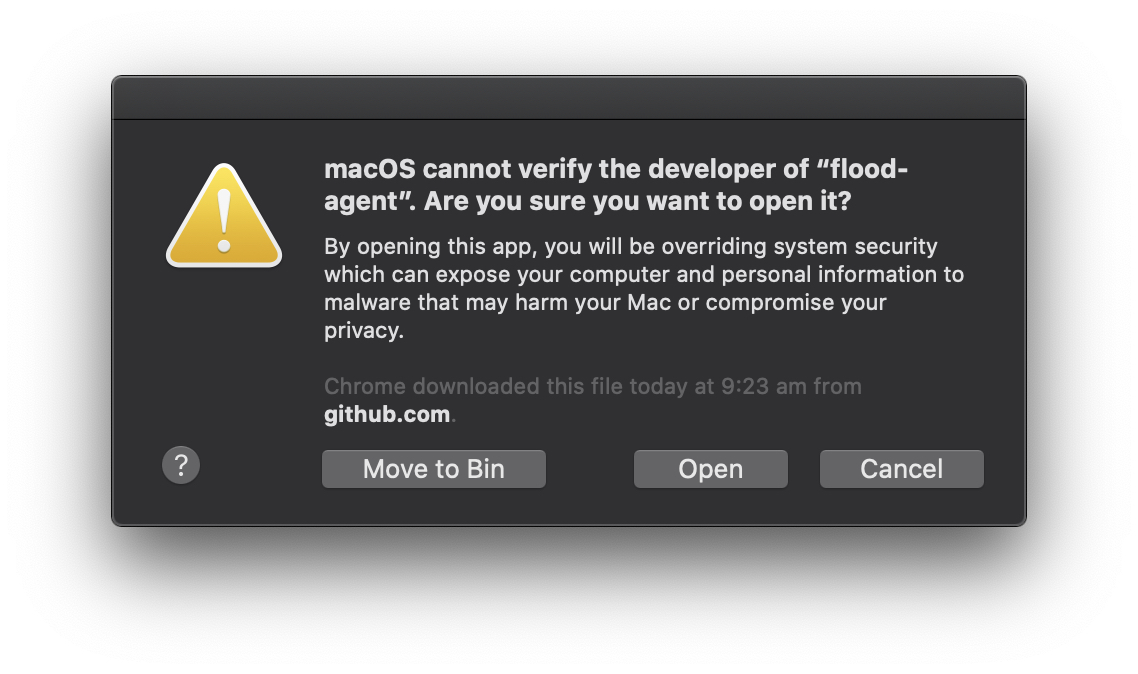 macOS cannot verify the developer of “flood-
agent”. Are you sure you want to open it?
By opening this app, you will be overriding system security
which can expose your computer and personal information to
malware that may harm your Mac or compromise your
privacy.
Chrome downloaded this file today at 9:23 am from
github.com.
?
Move to Bin
Open
Cancel